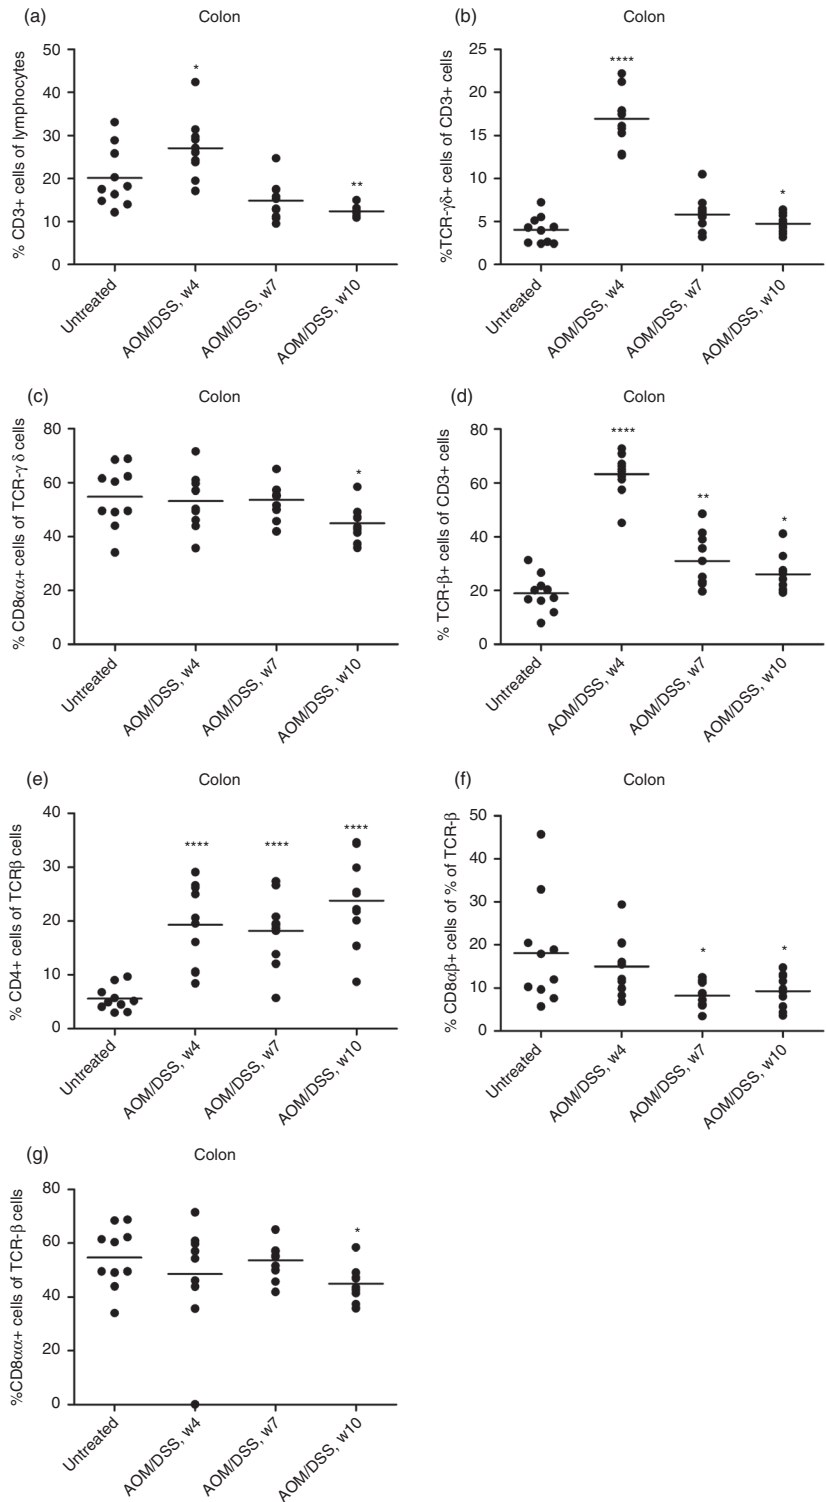 (a)
Colon
% CD3+ cells of lymphocytes
50
40
30
20
10
0
*
**
Untreated
AOM/DSS, w4
AOM/DSS, w7
AOM/DSS, w10
(b)
Colon
%TCR-γδ+ cells of CD3+ cells
25
20
15
10
5
0
****
*
Untreated
AOM/DSS, w4
AOM/DSS, w7
AOM/DSS, w10
(c)
Colon
% CD8αα+ cells of TCR-γ δ cells
80
60
40
20
0
*
Untreated
AOM/DSS, w4
AOM/DSS, w7
AOM/DSS, w10
(d)
Colon
% TCR-β+ cells of CD3+ cells
80
60
40
20
0
****
**
*
Untreated
AOM/DSS, w4
AOM/DSS, w7
AOM/DSS, w10
(e)
Colon
% CD4+ cells of TCRβ cells
40
30
20
10
0
****
****
****
Untreated
AOM/DSS, w4
AOM/DSS, w7
AOM/DSS, w10
(f)
Colon
% CD8αβ+ cells of % of TCR-β
50
40
30
20
10
0
*
*
Untreated
AOM/DSS, w4
AOM/DSS, w7
AOM/DSS, w10
(g)
Colon
%CD8αα+ cells of TCR-β cells
80
60
40
20
0
*
Untreated
AOM/DSS, w4
AOM/DSS, w7
AOM/DSS, w10